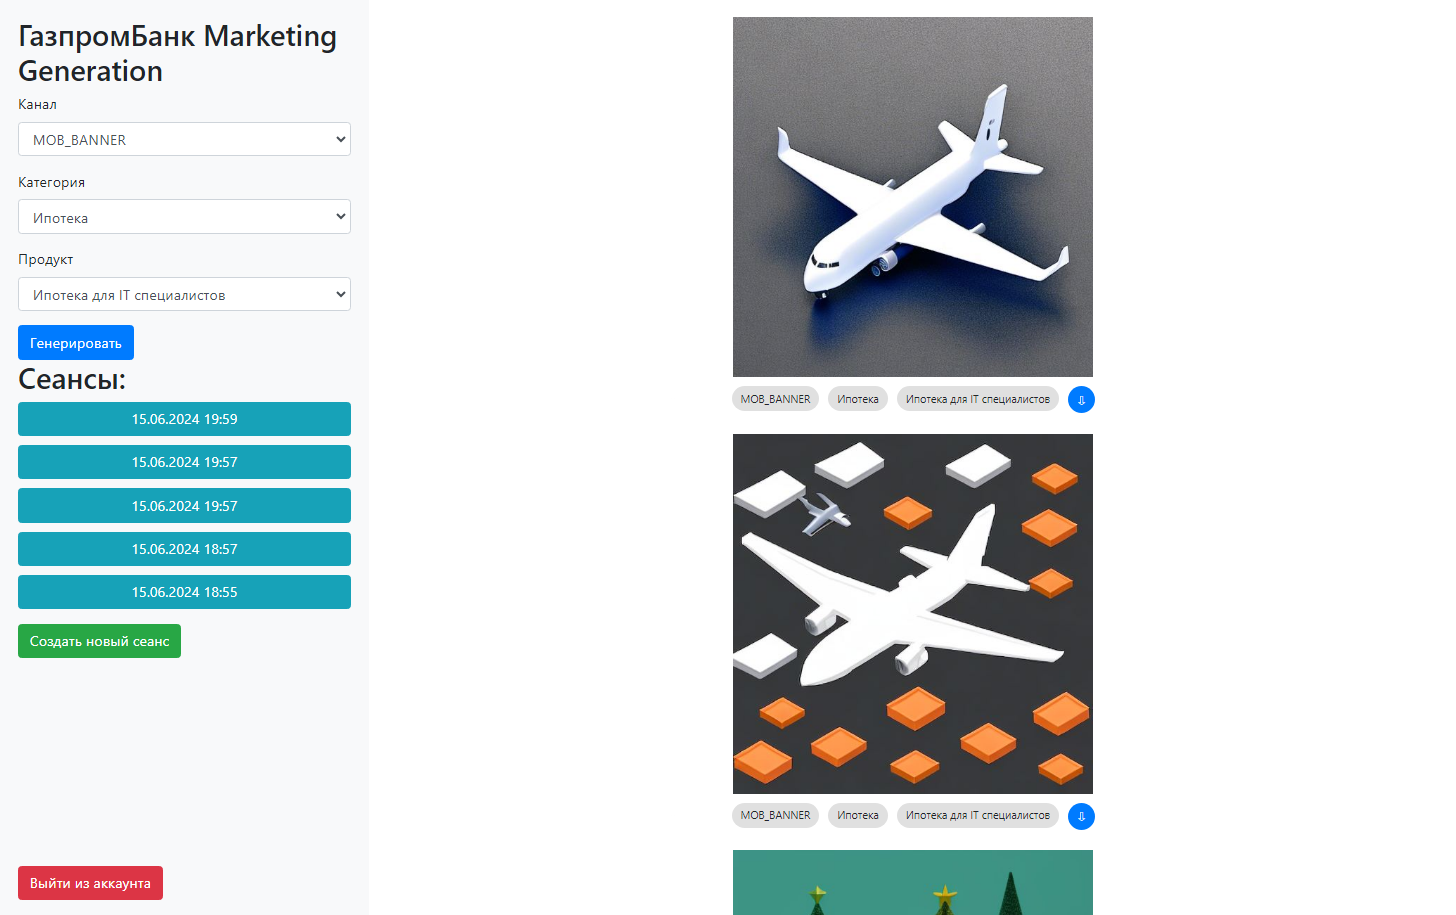 ГазпромБанк Marketing
Generation
Канал
MOB_BANNER
Категория
Ипотека
Продукт
Ипотека для IT специалистов
Генерировать
Сеансы:
15.06.2024 19:59
15.06.2024 19:57
15.06.2024 19:57
15.06.2024 18:57
15.06.2024 18:55
Создать новый сеанс
Выйти из аккаунта
MOB_BANNER Ипотека Ипотека для IT специалистов
MOB_BANNER Ипотека Ипотека для IT специалистов